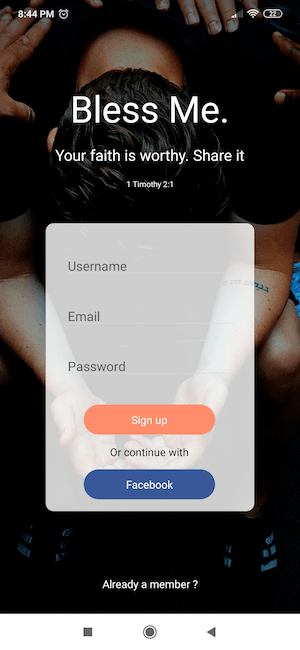 8:44 PM
22
Bless Me.
Your faith is worthy. Share it
1 Timothy 2:1
Username
Email
Password
Sign up
Or continue with
Facebook
Already a member ?